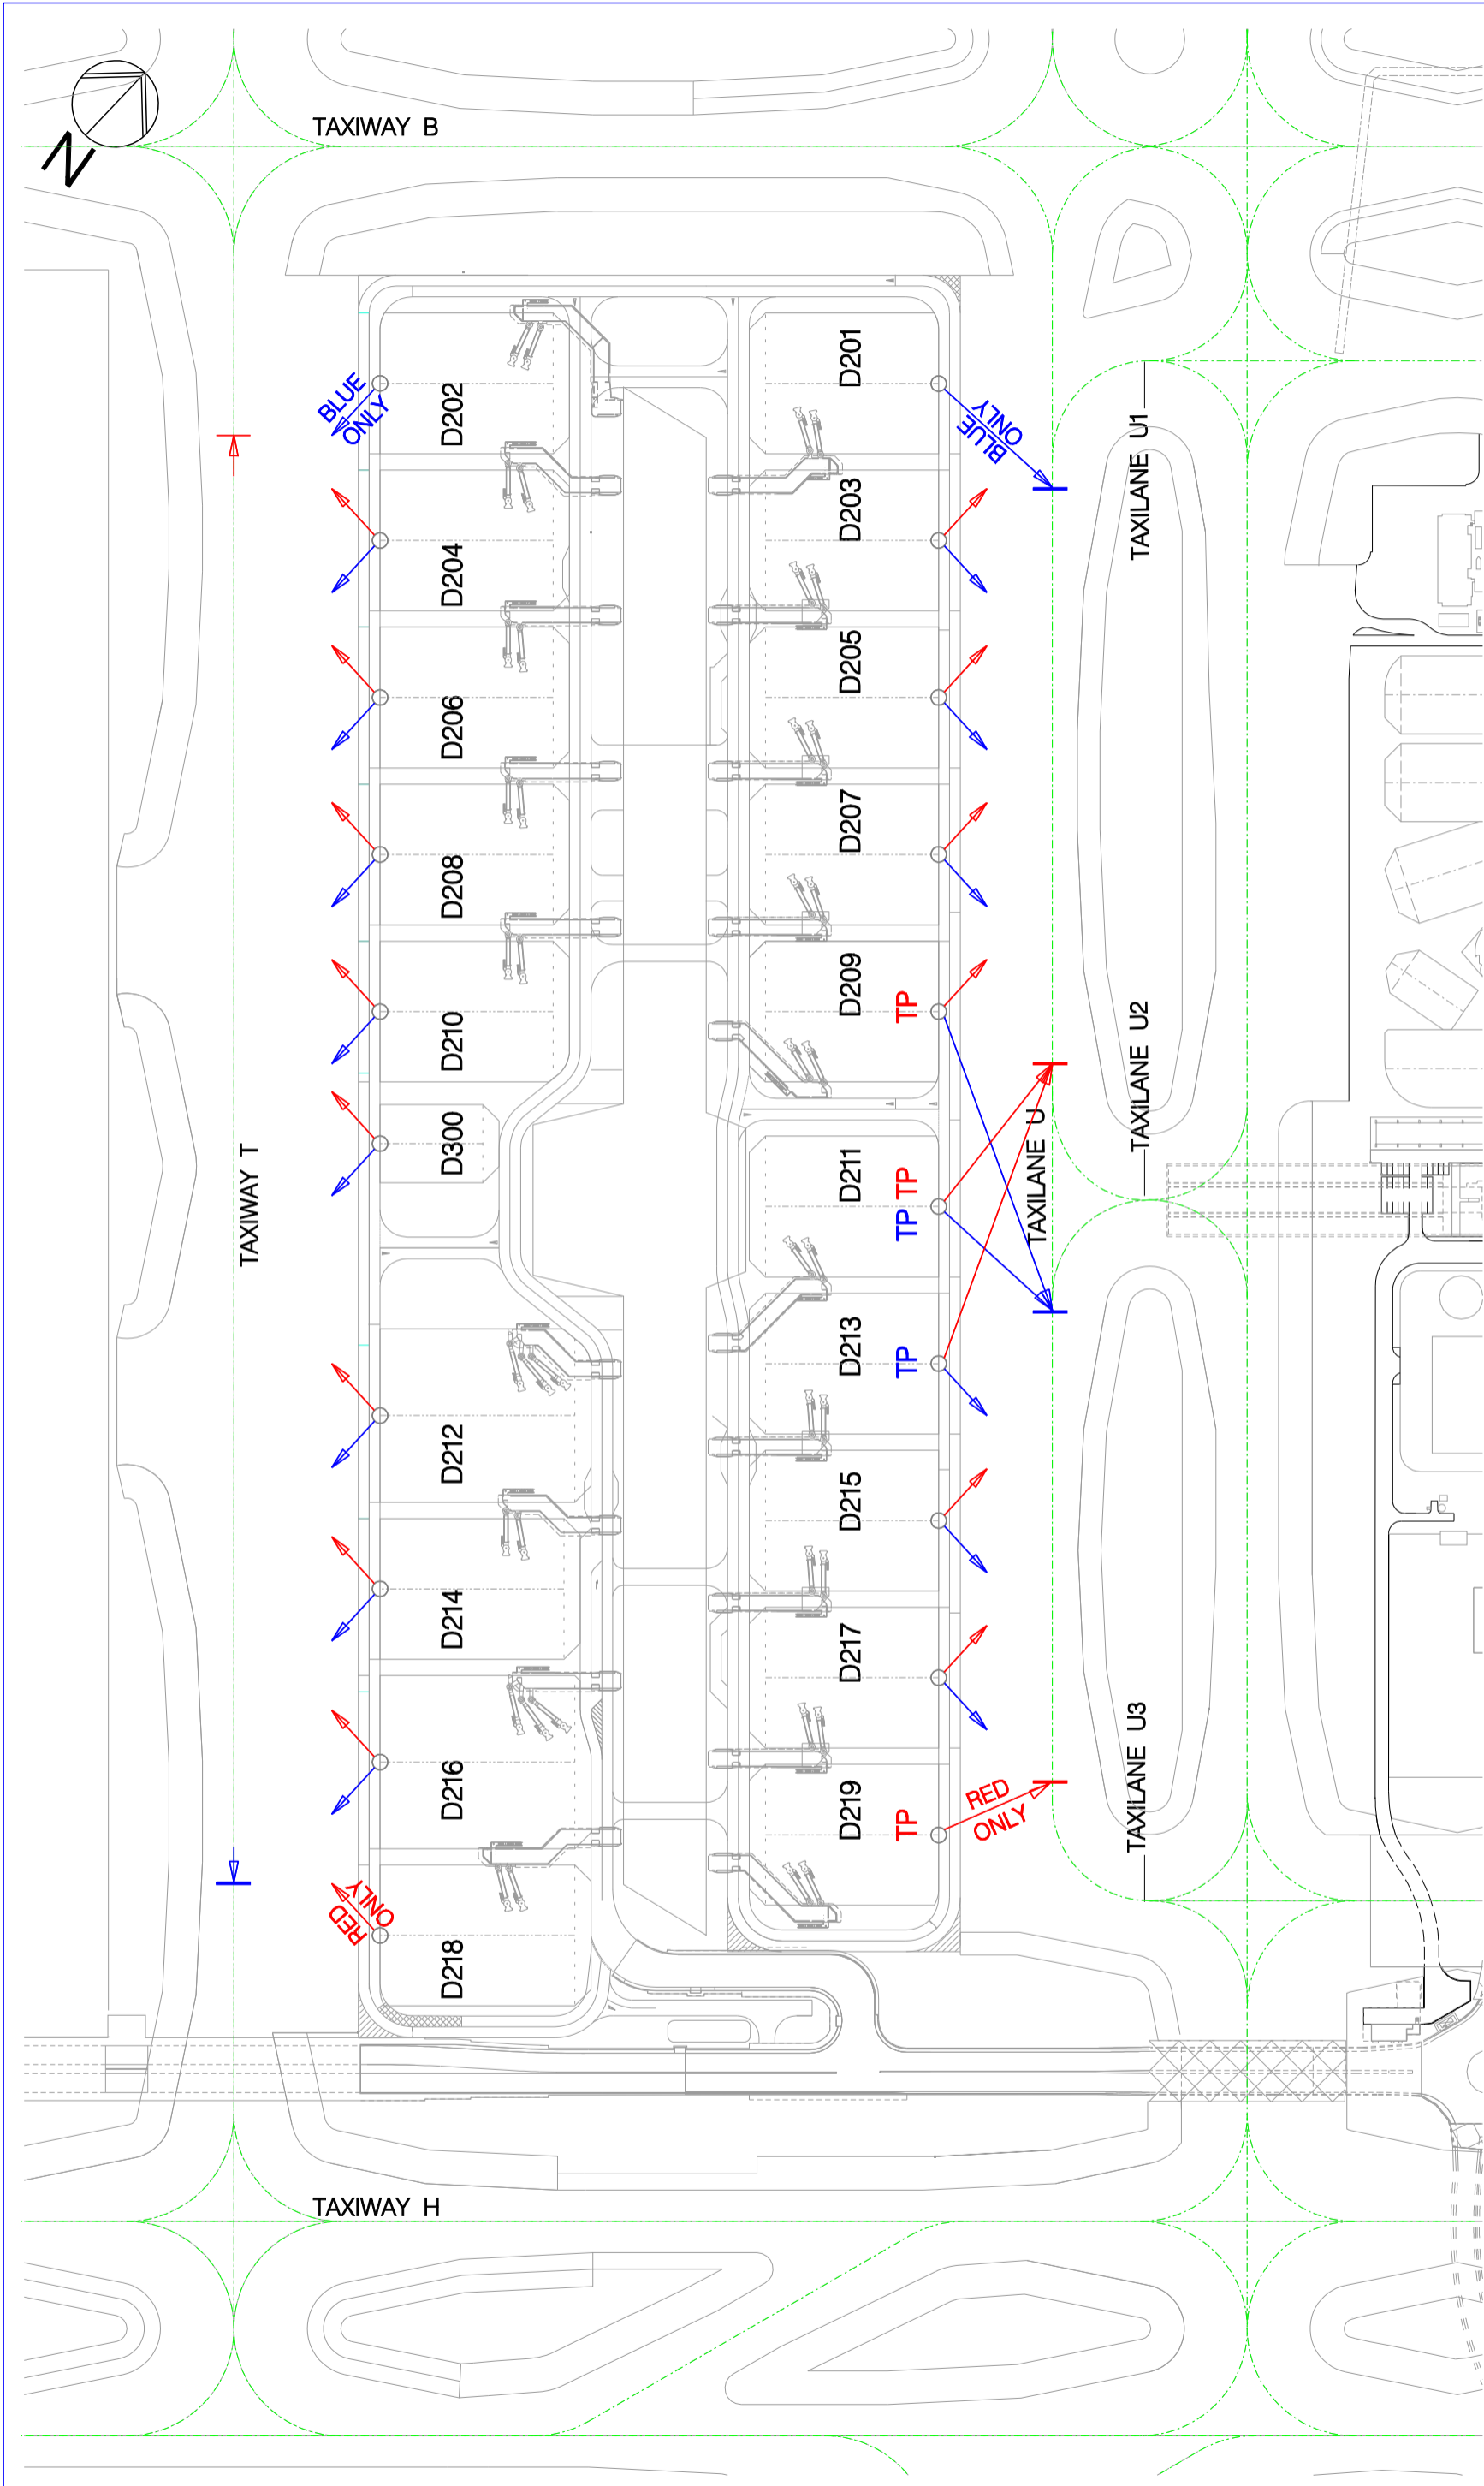 N
TAXIWAY B
D201
D202
BLUE
ONLY
BLUE
ONLY
TAXILANE U1
D203
D204
D205
D206
D207
D208
D209
TP
D210
TAXILANE U2
D300
D211
TP
TP
TAXILANE U
TAXIWAY T
D213
TP
D212
D215
D214
D217
D216
D219
TP
RED
ONLY
TAXILANE U3
RED
ONLY
D218
TAXIWAY H